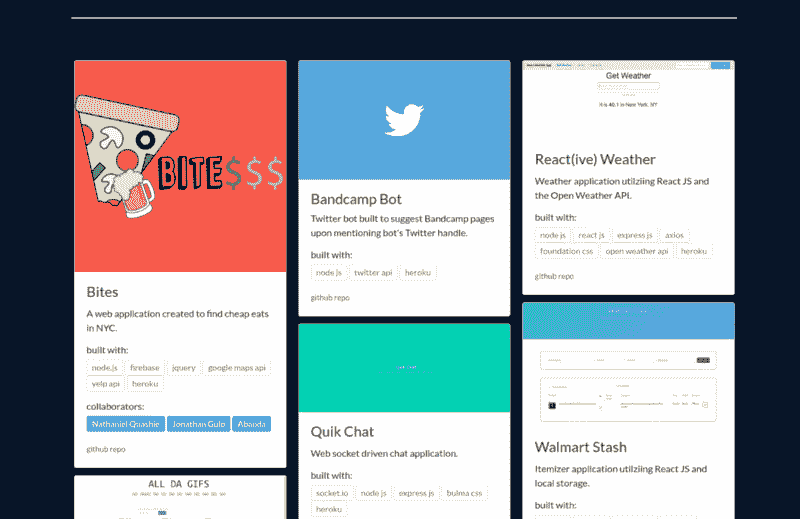 BITE$$$
Bites
A web application created to find cheap eats
in NYC.
built with:
node.js firebase jquery google maps api
yelp api heroku
collaborators:
Nathaniel Quashie Jonathan Gulo Abanda
github repo
ALL DA GIFS
Bandcamp Bot
Twitter bot built to suggest Bandcamp pages
upon mentioning bot's Twitter handle.
built with:
node js twitter api heroku
github repo
Quik Chat
Web socket driven chat application.
built with:
socket.io node js express.js bulma css
heroku
Get Weather
It is 40.1 in New York, NY
React(ive) Weather
Weather application utilziing React JS and
the Open Weather APi.
built with:
node js react js express js axios
foundation css open weather api heroku
github repo
Walmart Stash
Itemizer application utilziing React JS and
local storage.
built with: